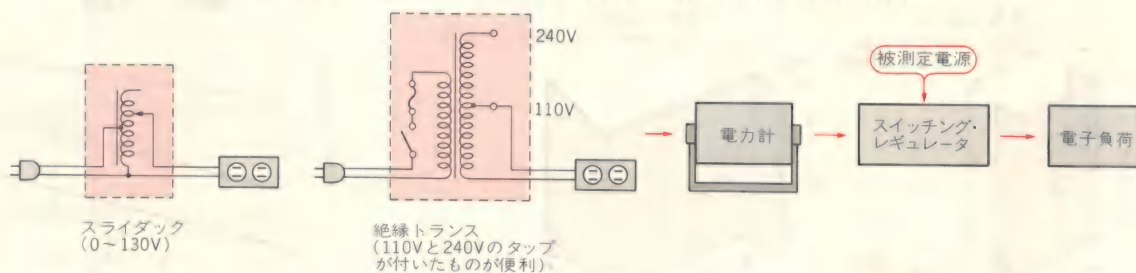 240V
110V
被測定電源
電力計
スイッチング・
レギュレータ
電子負荷
スライダック
(0～130V)
絶縁トランス
(110Vと240Vのタップ
が付いたものが便利)